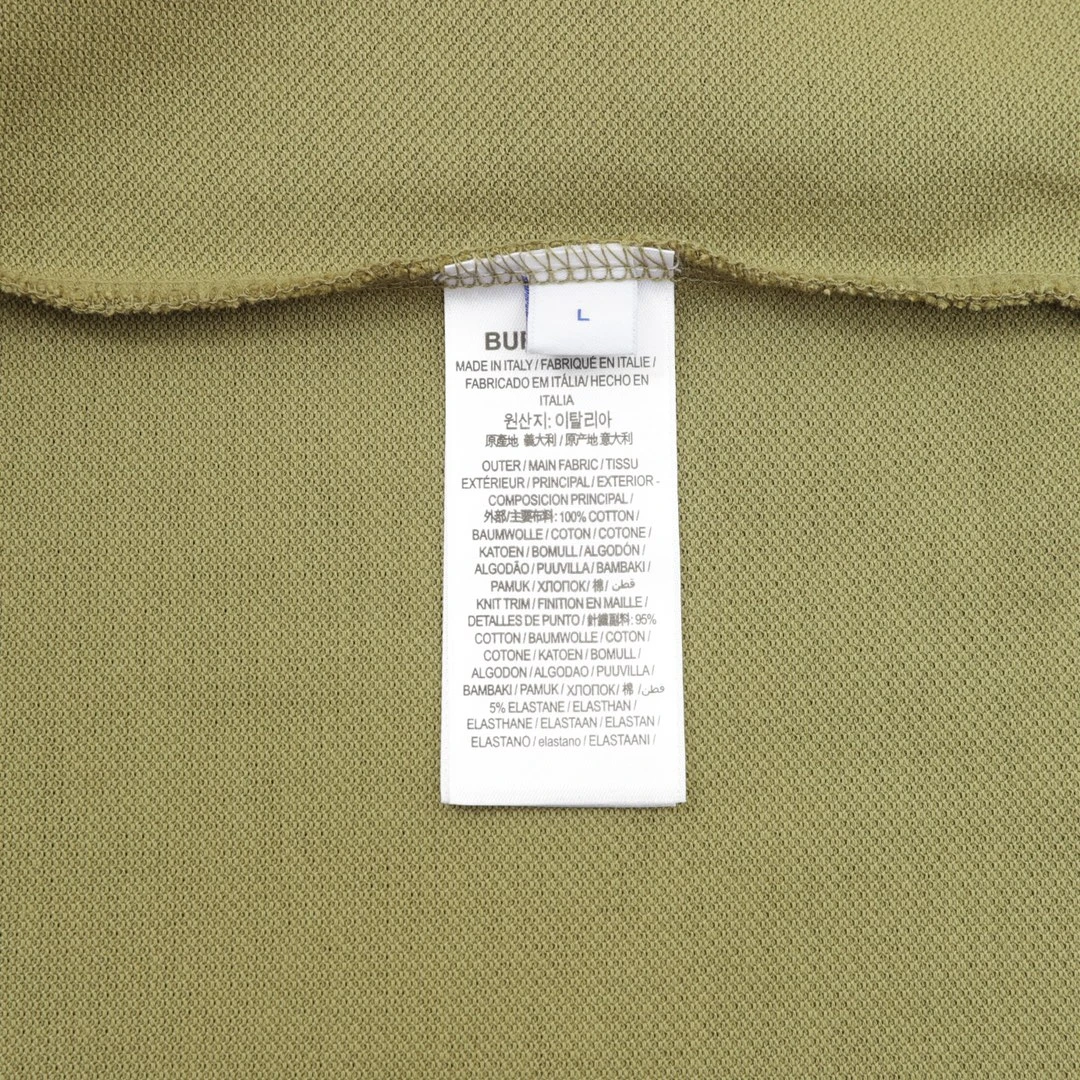 L
BUR
MADE IN ITALY / FABRIQUÉ EN ITALIE /
FABRICADO EM ITÁLIA/ HECHO EN
ITALIA
원산지: 이탈리아
原產地 義大利 / 原产地 意大利
OUTER / MAIN FABRIC / TISSU
EXTÉRIEUR / PRINCIPAL / EXTERIOR -
COMPOSICION PRINCIPAL /
外部/主要布料: 100% COTTON /
BAUMWOLLE / COTON / COTONE /
KATOEN / BOMULL / ALGODÓN /
ALGODÃO / PUUVILLA / BAMBAKI /
PAMUK / ХЛОПОК/ 棉/ قطن
KNIT TRIM / FINITION EN MAILLE /
DETALLES DE PUNTO / 針織副料: 95%
COTTON / BAUMWOLLE / COTON /
COTONE / KATOEN / BOMULL /
ALGODON / ALGODAO / PUUVILLA /
BAMBAKI / PAMUK / ХЛОПОК/ 棉 /قطن
5% ELASTANE / ELASTHAN /
ELASTHANE / ELASTAAN / ELASTAN /
ELASTANO / elastano / ELASTAANI /